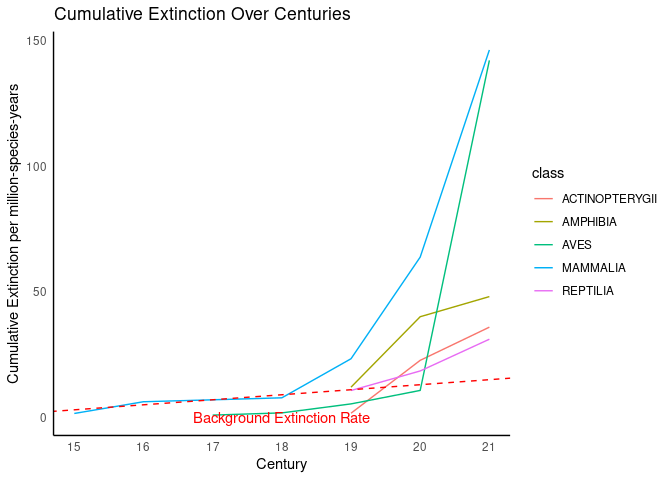 Cumulative Extinction Over Centuries
Cumulative Extinction per million-species-years
150
100
50
0
Background Extinction Rate
15 16 17 18 19 20 21
Century
class
ACTINOPTERYGII
AMPHIBIA
AVES
MAMMALIA
REPTILIA